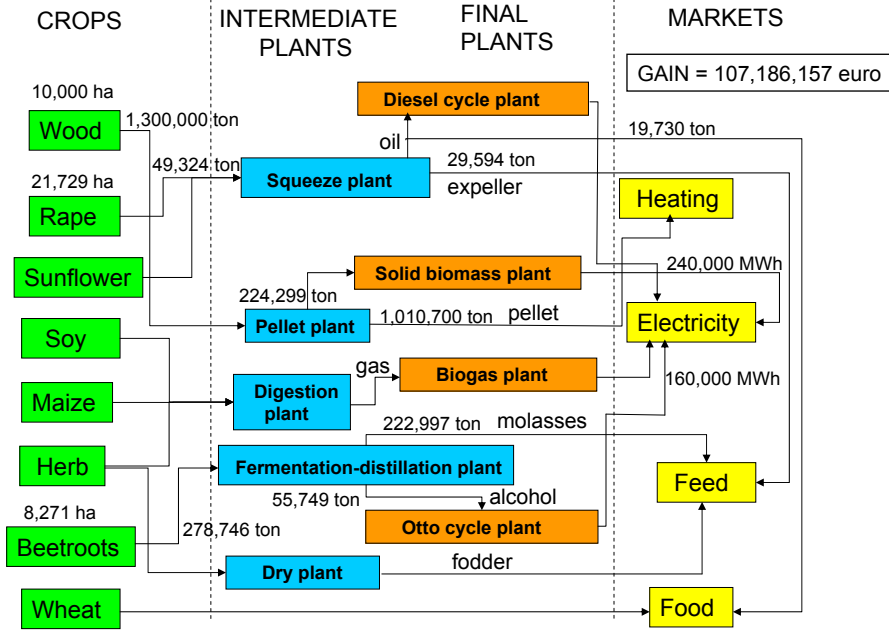 CROPS
INTERMEDIATE
PLANTS
FINAL
PLANTS
MARKETS
GAIN = 107,186,157 euro
10,000 ha
Wood
1,300,000 ton
Diesel cycle plant
oil
19,730 ton
49,324 ton
Squeeze plant
29,594 ton
expeller
21,729 ha
Rape
Heating
Sunflower
Solid biomass plant
240,000 MWh
224,299 ton
Pellet plant
1,010,700 ton
pellet
Electricity
Soy
gas
Biogas plant
160,000 MWh
Maize
Digestion
plant
222,997 ton
molasses
Herb
Fermentation-distillation plant
Feed
55,749 ton
alcohol
8,271 ha
Beetroots
278,746 ton
Otto cycle plant
fodder
Dry plant
Wheat
Food